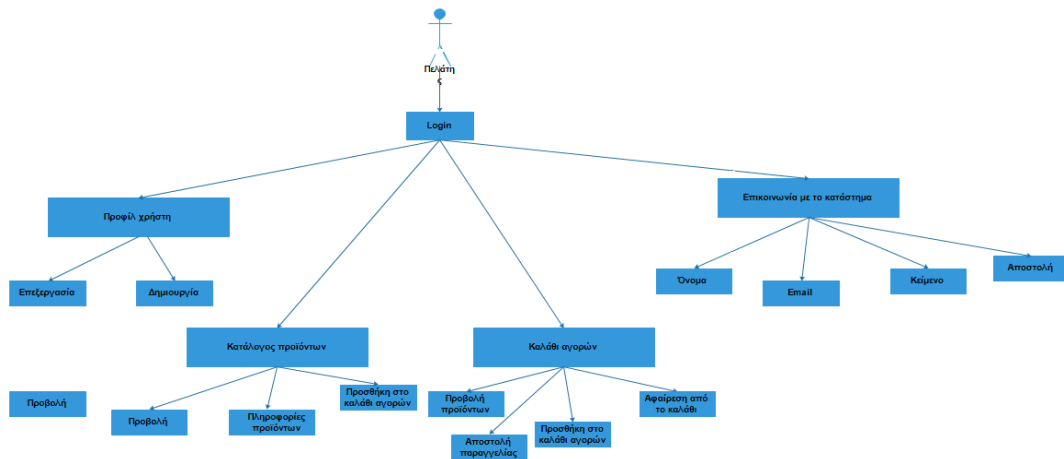 Πελάτη
ς
Login
Επικοινωνία με το κατάστημα
Προφίλ χρήστη
Όνομα
Email
Κείμενο
Αποστολή
Επεξεργασία
Δημιουργία
Κατάλογος προϊόντων
Καλάθι αγορών
Προβολή
Προβολή
Πληροφορίες
προϊόντων
Προσθήκη στο
καλάθι αγορών
Προβολή
προϊόντων
Αποστολή
παραγγελίας
Προσθήκη στο
καλάθι αγορών
Αφαίρεση από
το καλάθι